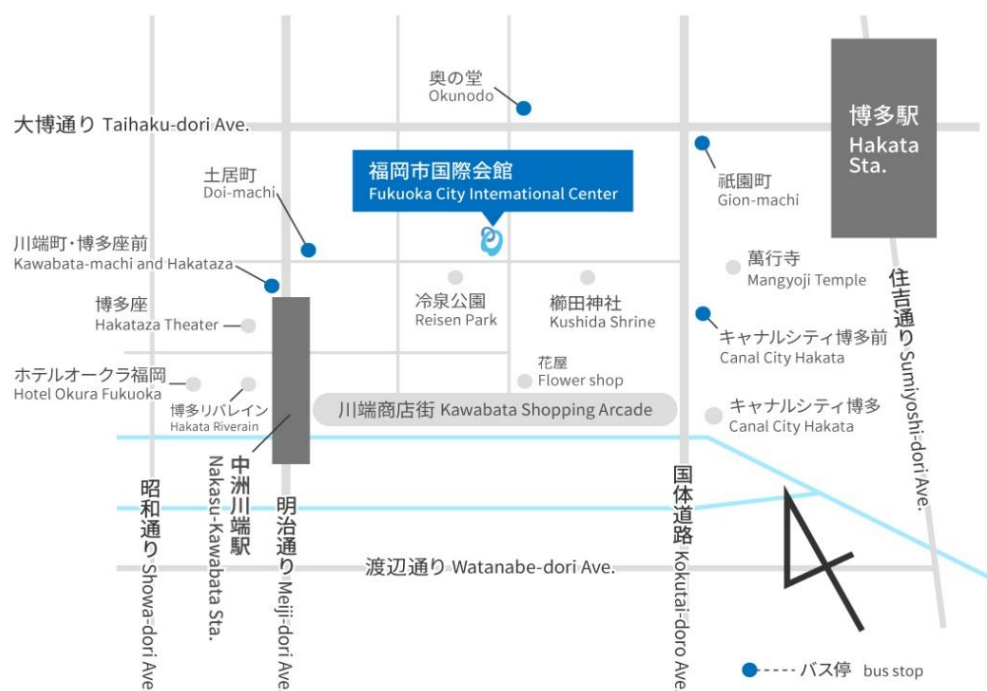 奥の堂
Okunodo
大博通り Taihaku-dori Ave.
博多駅
Hakata
Sta.
福岡市国際会館
Fukuoka City International Center
土居町
Doi-machi
祇園町
Gion-machi
川端町・博多座前
Kawabata-machi and Hakataza
萬行寺
Mangyoji Temple
博多座
Hakataza Theater
冷泉公園
Reisen Park
櫛田神社
Kushida Shrine
住吉通り Sumiyoshi-dori Ave.
キャナルシティ博多前
Canal City Hakata
ホテルオークラ福岡
Hotel Okura Fukuoka
博多リバレイン
Hakata Riverain
花屋
Flower shop
川端商店街 Kawabata Shopping Arcade
キャナルシティ博多
Canal City Hakata
中洲川端駅
Nakasu-Kawabata Sta.
昭和通り Showa-dori Ave
明治通り Meiji-dori Ave.
国体道路 Kokutai-doro Ave.
渡辺通り Watanabe-dori Ave.
バス停 bus stop